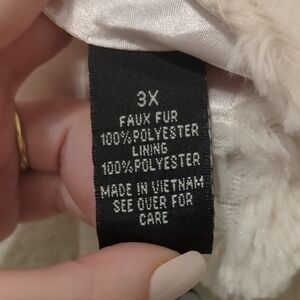 3X
FAUX FUR
100% POLYESTER
LINING
100% POLYESTER
MADE IN VIETNAM
SEE OVER FOR
CARE